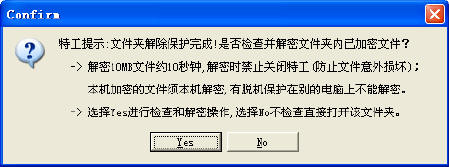 Confirm
特工提示:文件夹解除保护完成!是否检查并解密文件夹内已加密文件?
-> 解密10MB文件约10秒钟,解密时禁止关闭特工(防止文件意外损坏);
本机加密的文件须本机解密,有脱机保护在别的电脑上不能解密。
-> 选择Yes进行检查和解密操作,选择No不检查直接打开该文件夹。
Yes
No